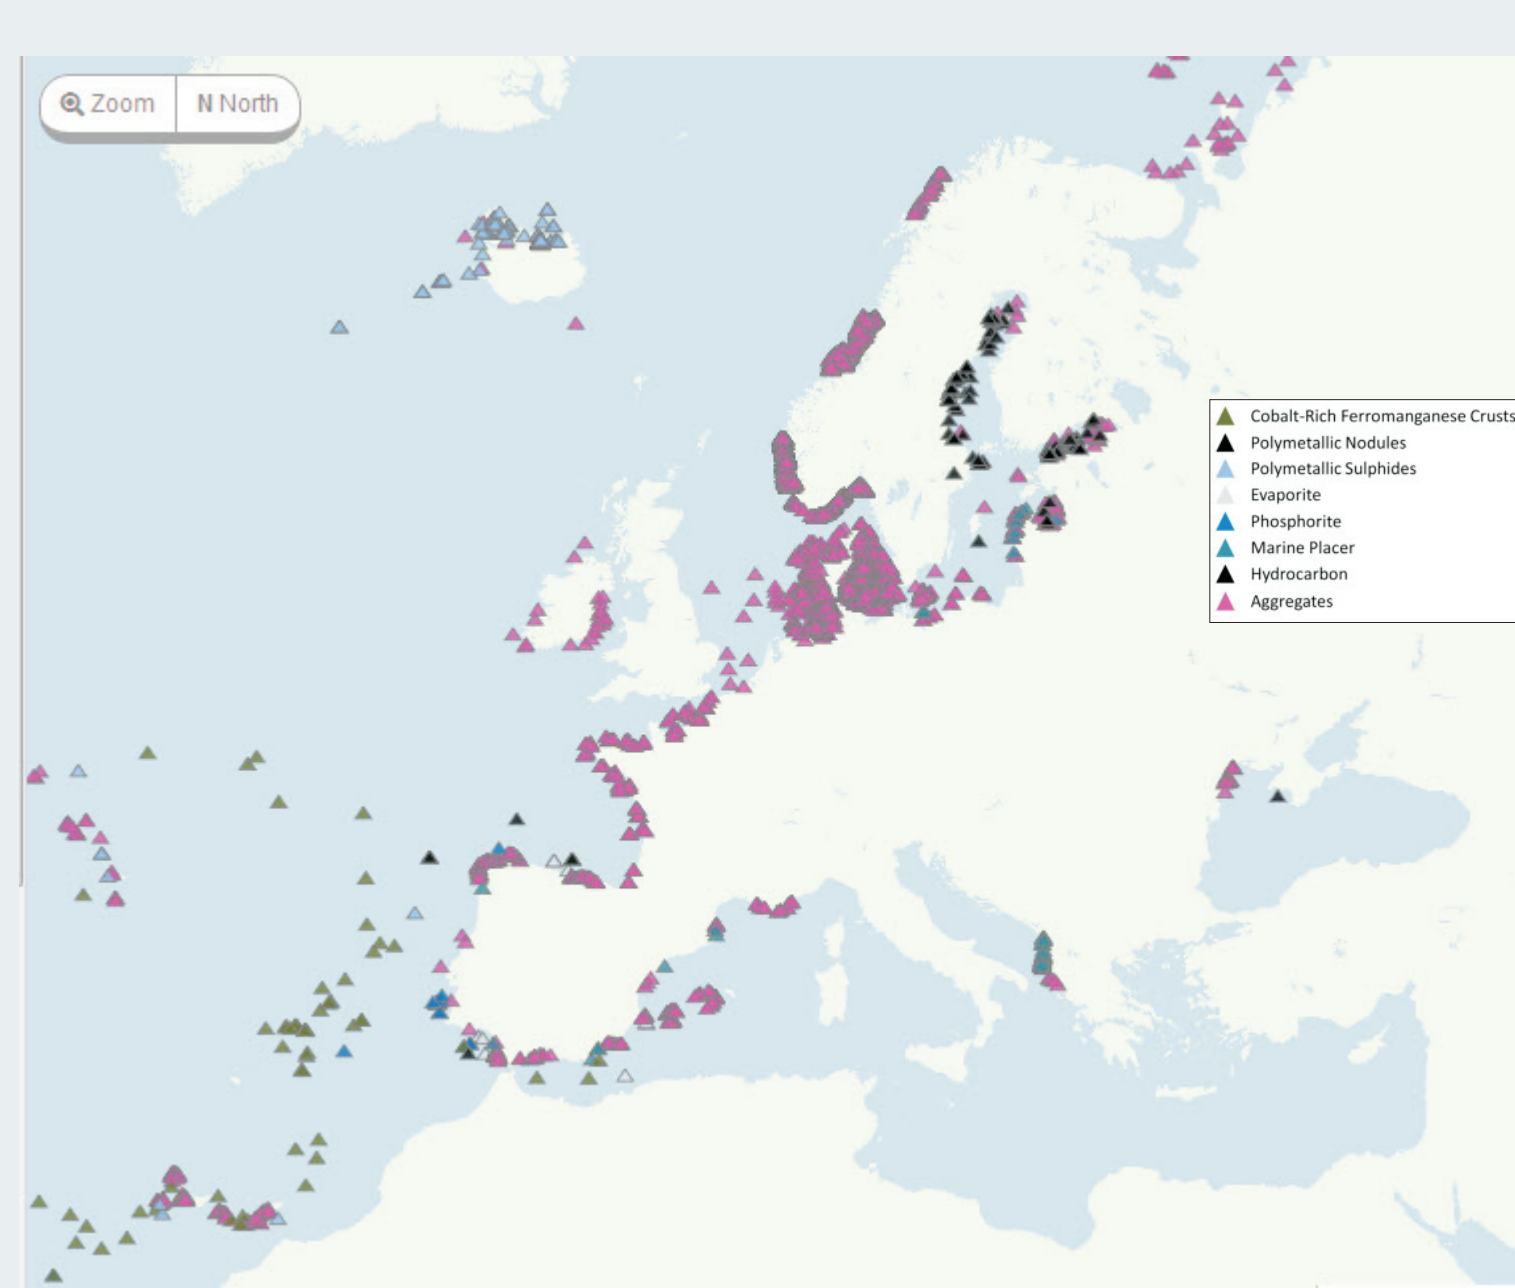 Zoom
N North
Cobalt-Rich Ferromanganese Crusts
Polymetallic Nodules
Polymetallic Sulphides
Evaporite
Phosphorite
Marine Placer
Hydrocarbon
Aggregates